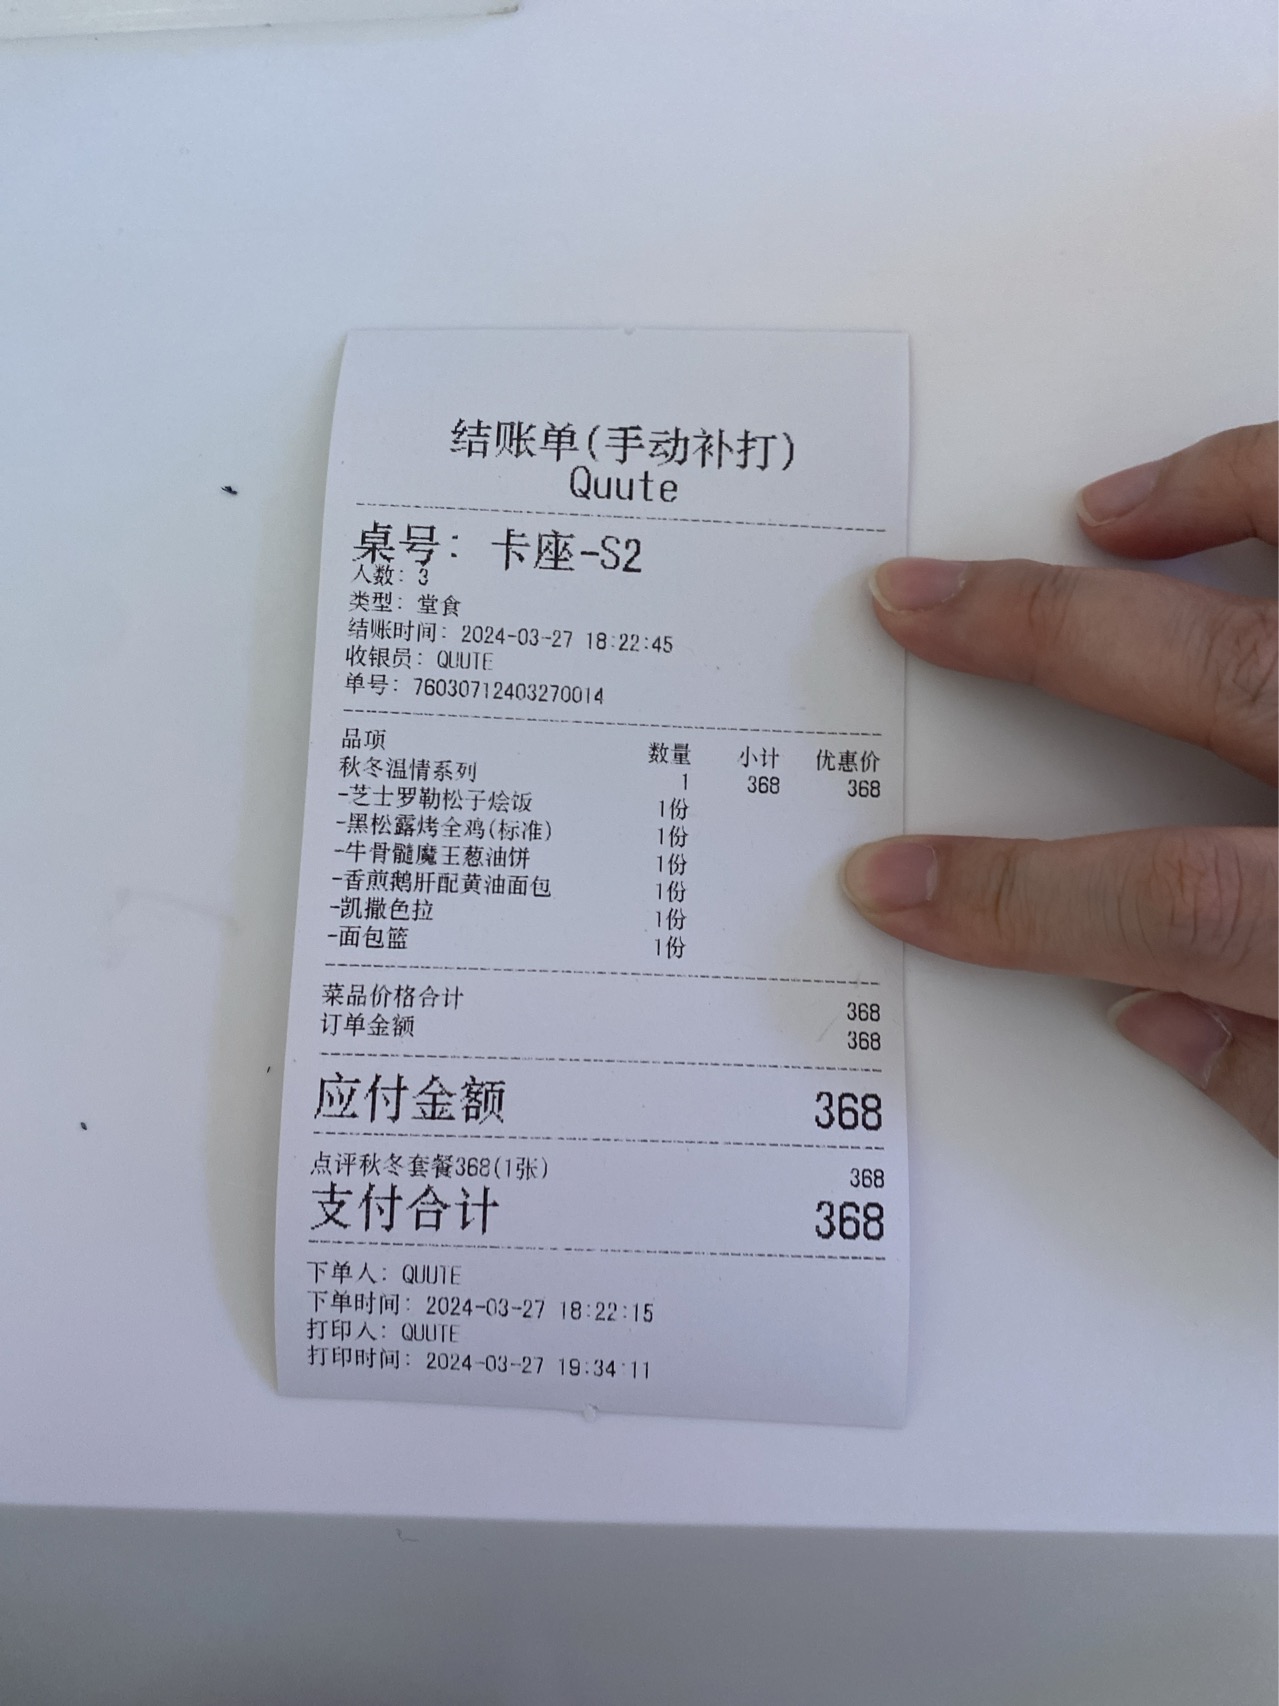 结账单(手动补打)
Quute
桌号: 卡座-S2
人数: 3
类型: 堂食
结账时间: 2024-03-27 18:22:45
收银员: QUUTE
单号: 76030712403270014
品项 数量 小计 优惠价
秋冬温情系列 1 368 368
-芝士罗勒松子烩饭 1份
-黑松露烤全鸡(标准) 1份
-牛骨髓魔王葱油饼 1份
-香煎鹅肝配黄油面包 1份
-凯撒色拉 1份
-面包篮 1份
菜品价格合计 368
订单金额 368
应付金额 368
点评秋冬套餐368(1张) 368
支付合计 368
下单人: QUUTE
下单时间: 2024-03-27 18:22:15
打印人: QUUTE
打印时间: 2024-03-27 19:34:11